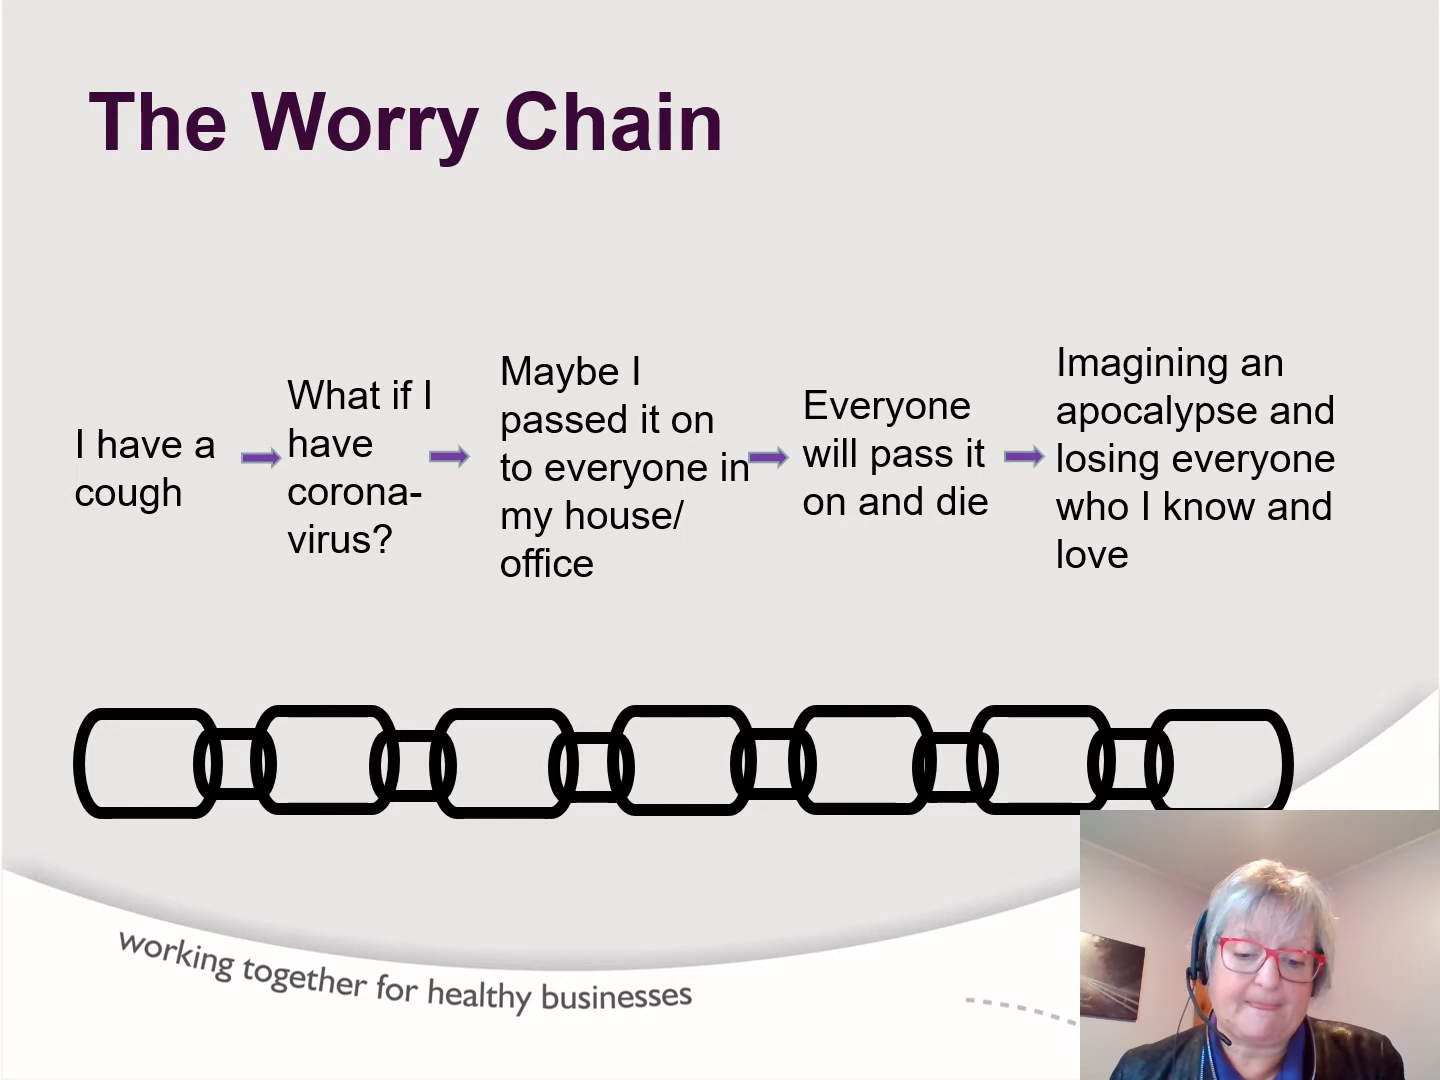 The Worry Chain
I have a
cough
What if I
have
corona-
virus?
Maybe I
passed it on
to everyone in
my house/
office
Everyone
will pass it
on and die
Imagining an
apocalypse and
losing everyone
who I know and
love
working together for healthy businesses